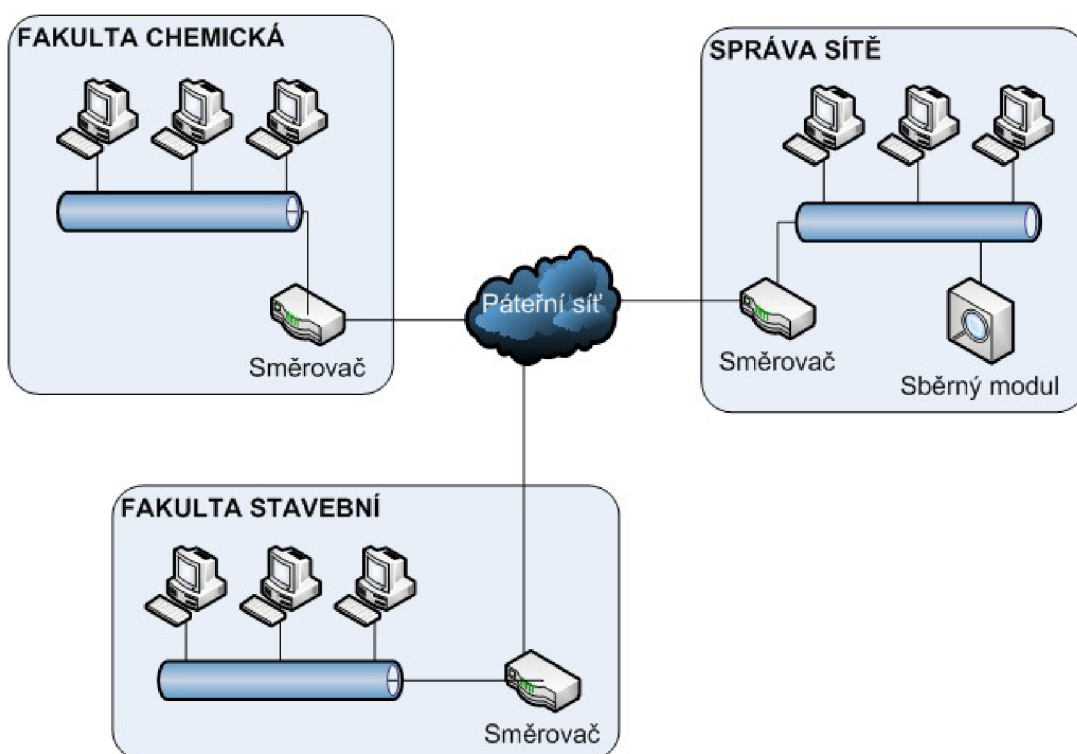 FAKULTA CHEMICKÁ
Směrovač
SPRÁVA SÍTĚ
Směrovač
Sběrný modul
Páteřní síť
FAKULTA STAVEBNÍ
Směrovač